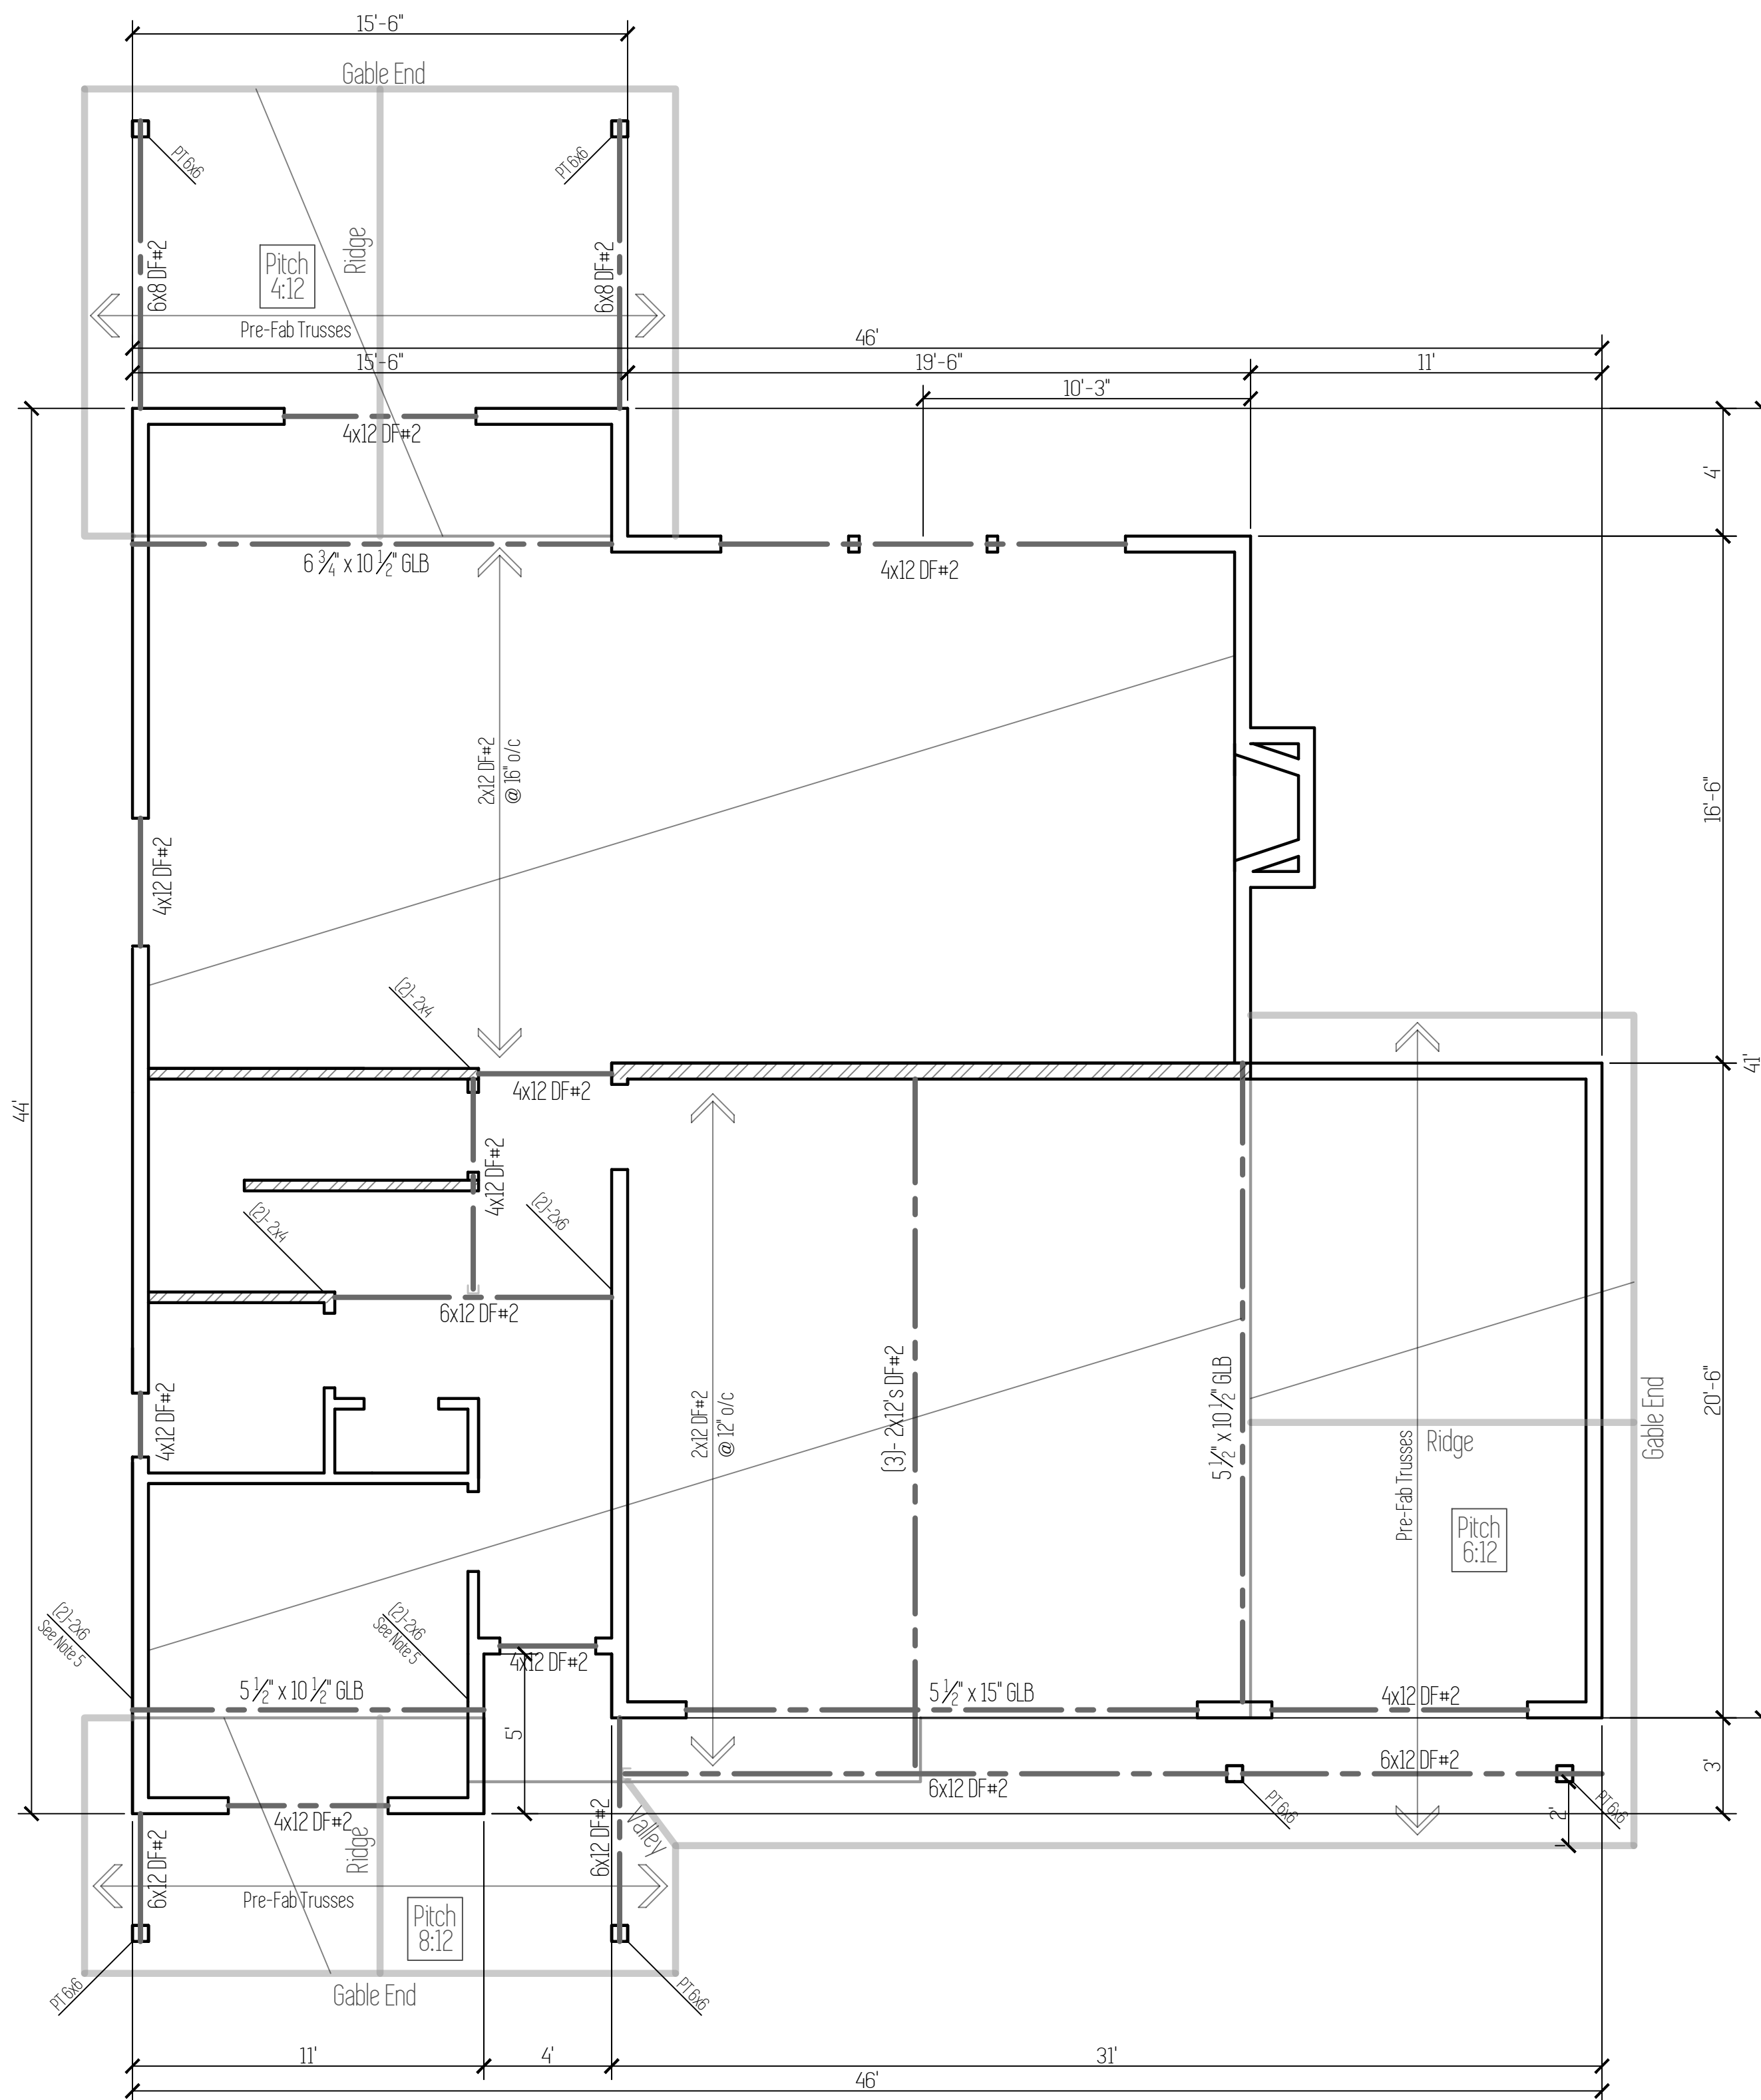 15'-6"
Gable End
PT 6x6
PT 6x6
Ridge
6x8 DF#2
6x8 DF#2
Pitch
4:12
Pre-Fab Trusses
46'
15'-6"
19'-6"
11'
10'-3"
4x12 DF#2
4'
6 3/4" x 10 1/2" GLB
4x12 DF#2
2x12 DF#2
@ 16" o/c
16'-6"
4x12 DF#2
(2)-2x4
41'
44'
4x12 DF#2
4x12 DF#2
(2)-2x4
(2)-2x6
6x12 DF#2
4x12 DF#2
2x12 DF#2
@ 12" o/c
(3)- 2x12's DF#2
5 1/2" x 10 1/2" GLB
Pre-Fab Trusses
Ridge
Gable End
20'-6"
Pitch
6:12
(2)-2x6
See Note 5
(2)-2x6
See Note 5
4x12 DF#2
5 1/2" x 10 1/2" GLB
5 1/2" x 15" GLB
4x12 DF#2
5'
6x12 DF#2
6x12 DF#2
3'
4x12 DF#2
Valley
PT 6x6
PT 6x6
2'
6x12 DF#2
Ridge
6x12 DF#2
Pre-Fab Trusses
Pitch
8:12
PT 6x6
PT 6x6
Gable End
11'
4'
31'
46'